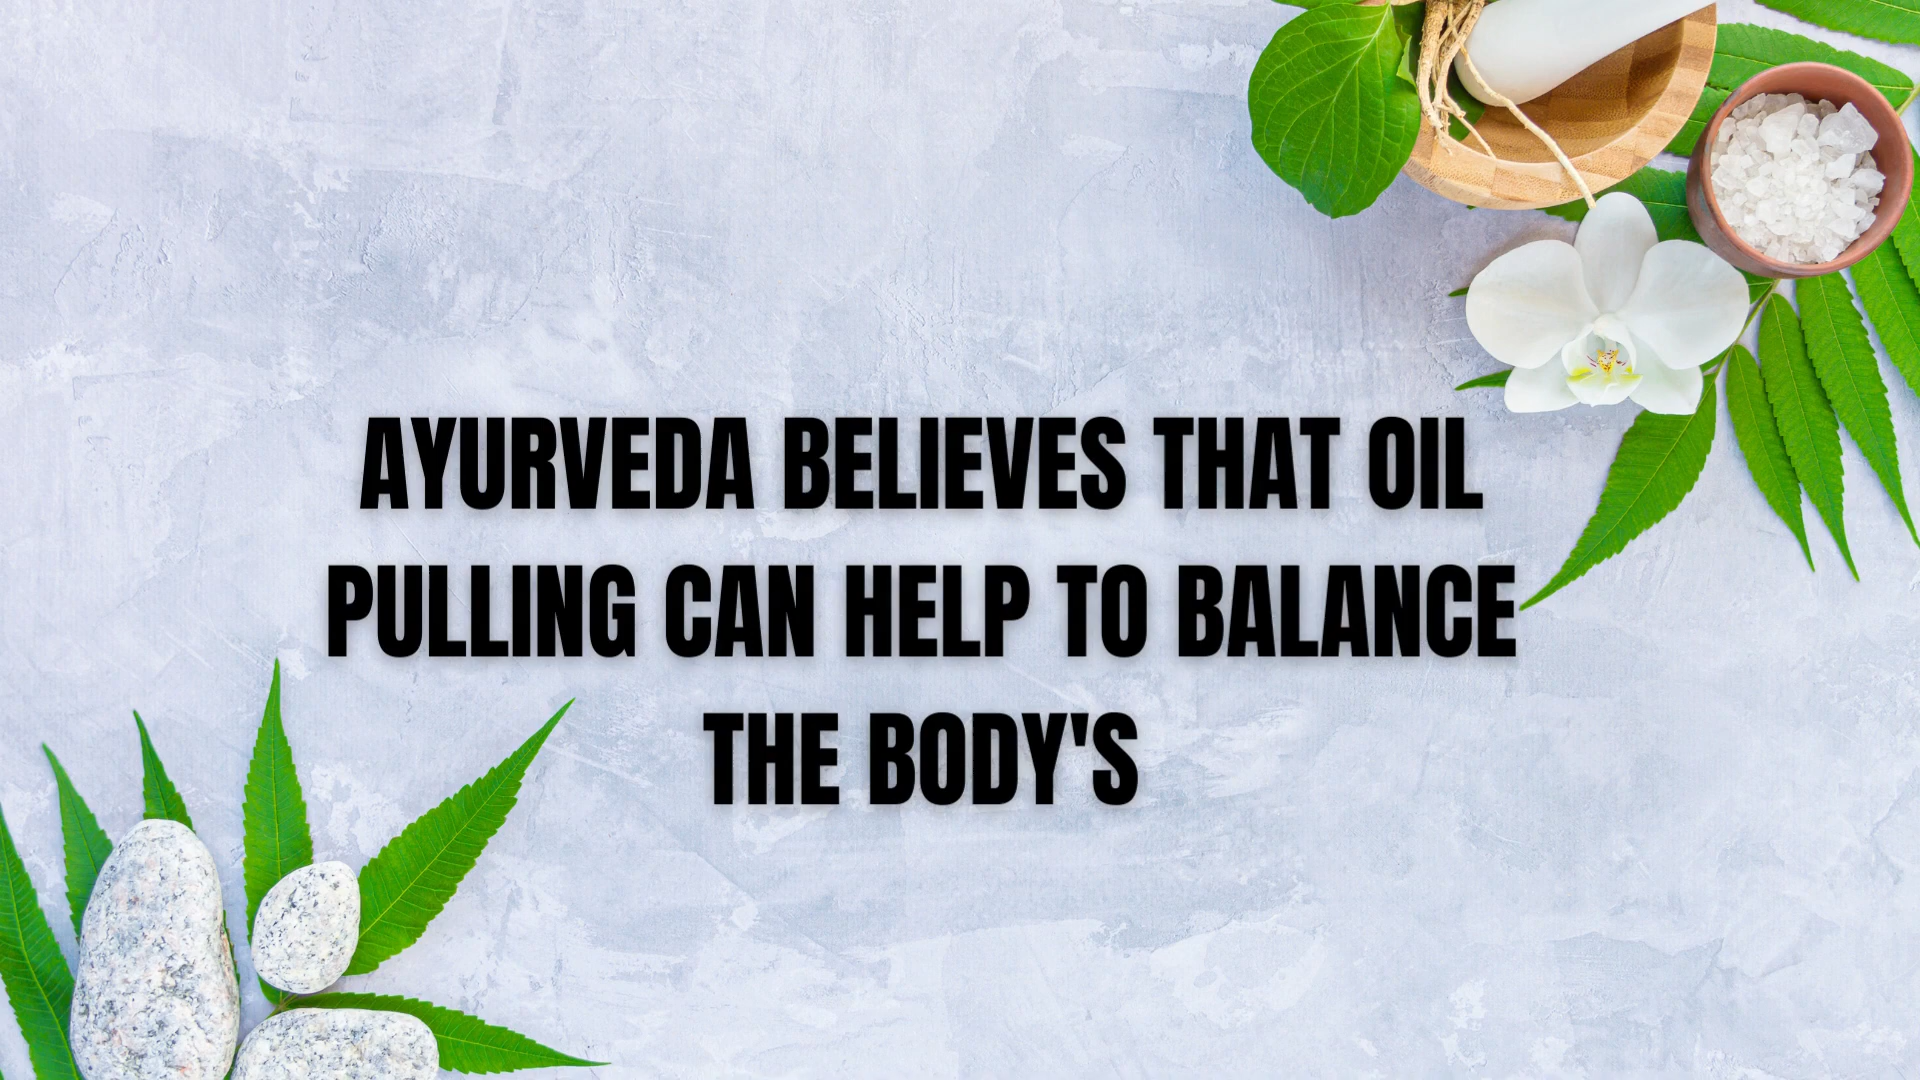 AYURVEDA BELIEVES THAT OIL
PULLING CAN HELP TO BALANCE
THE BODY'S